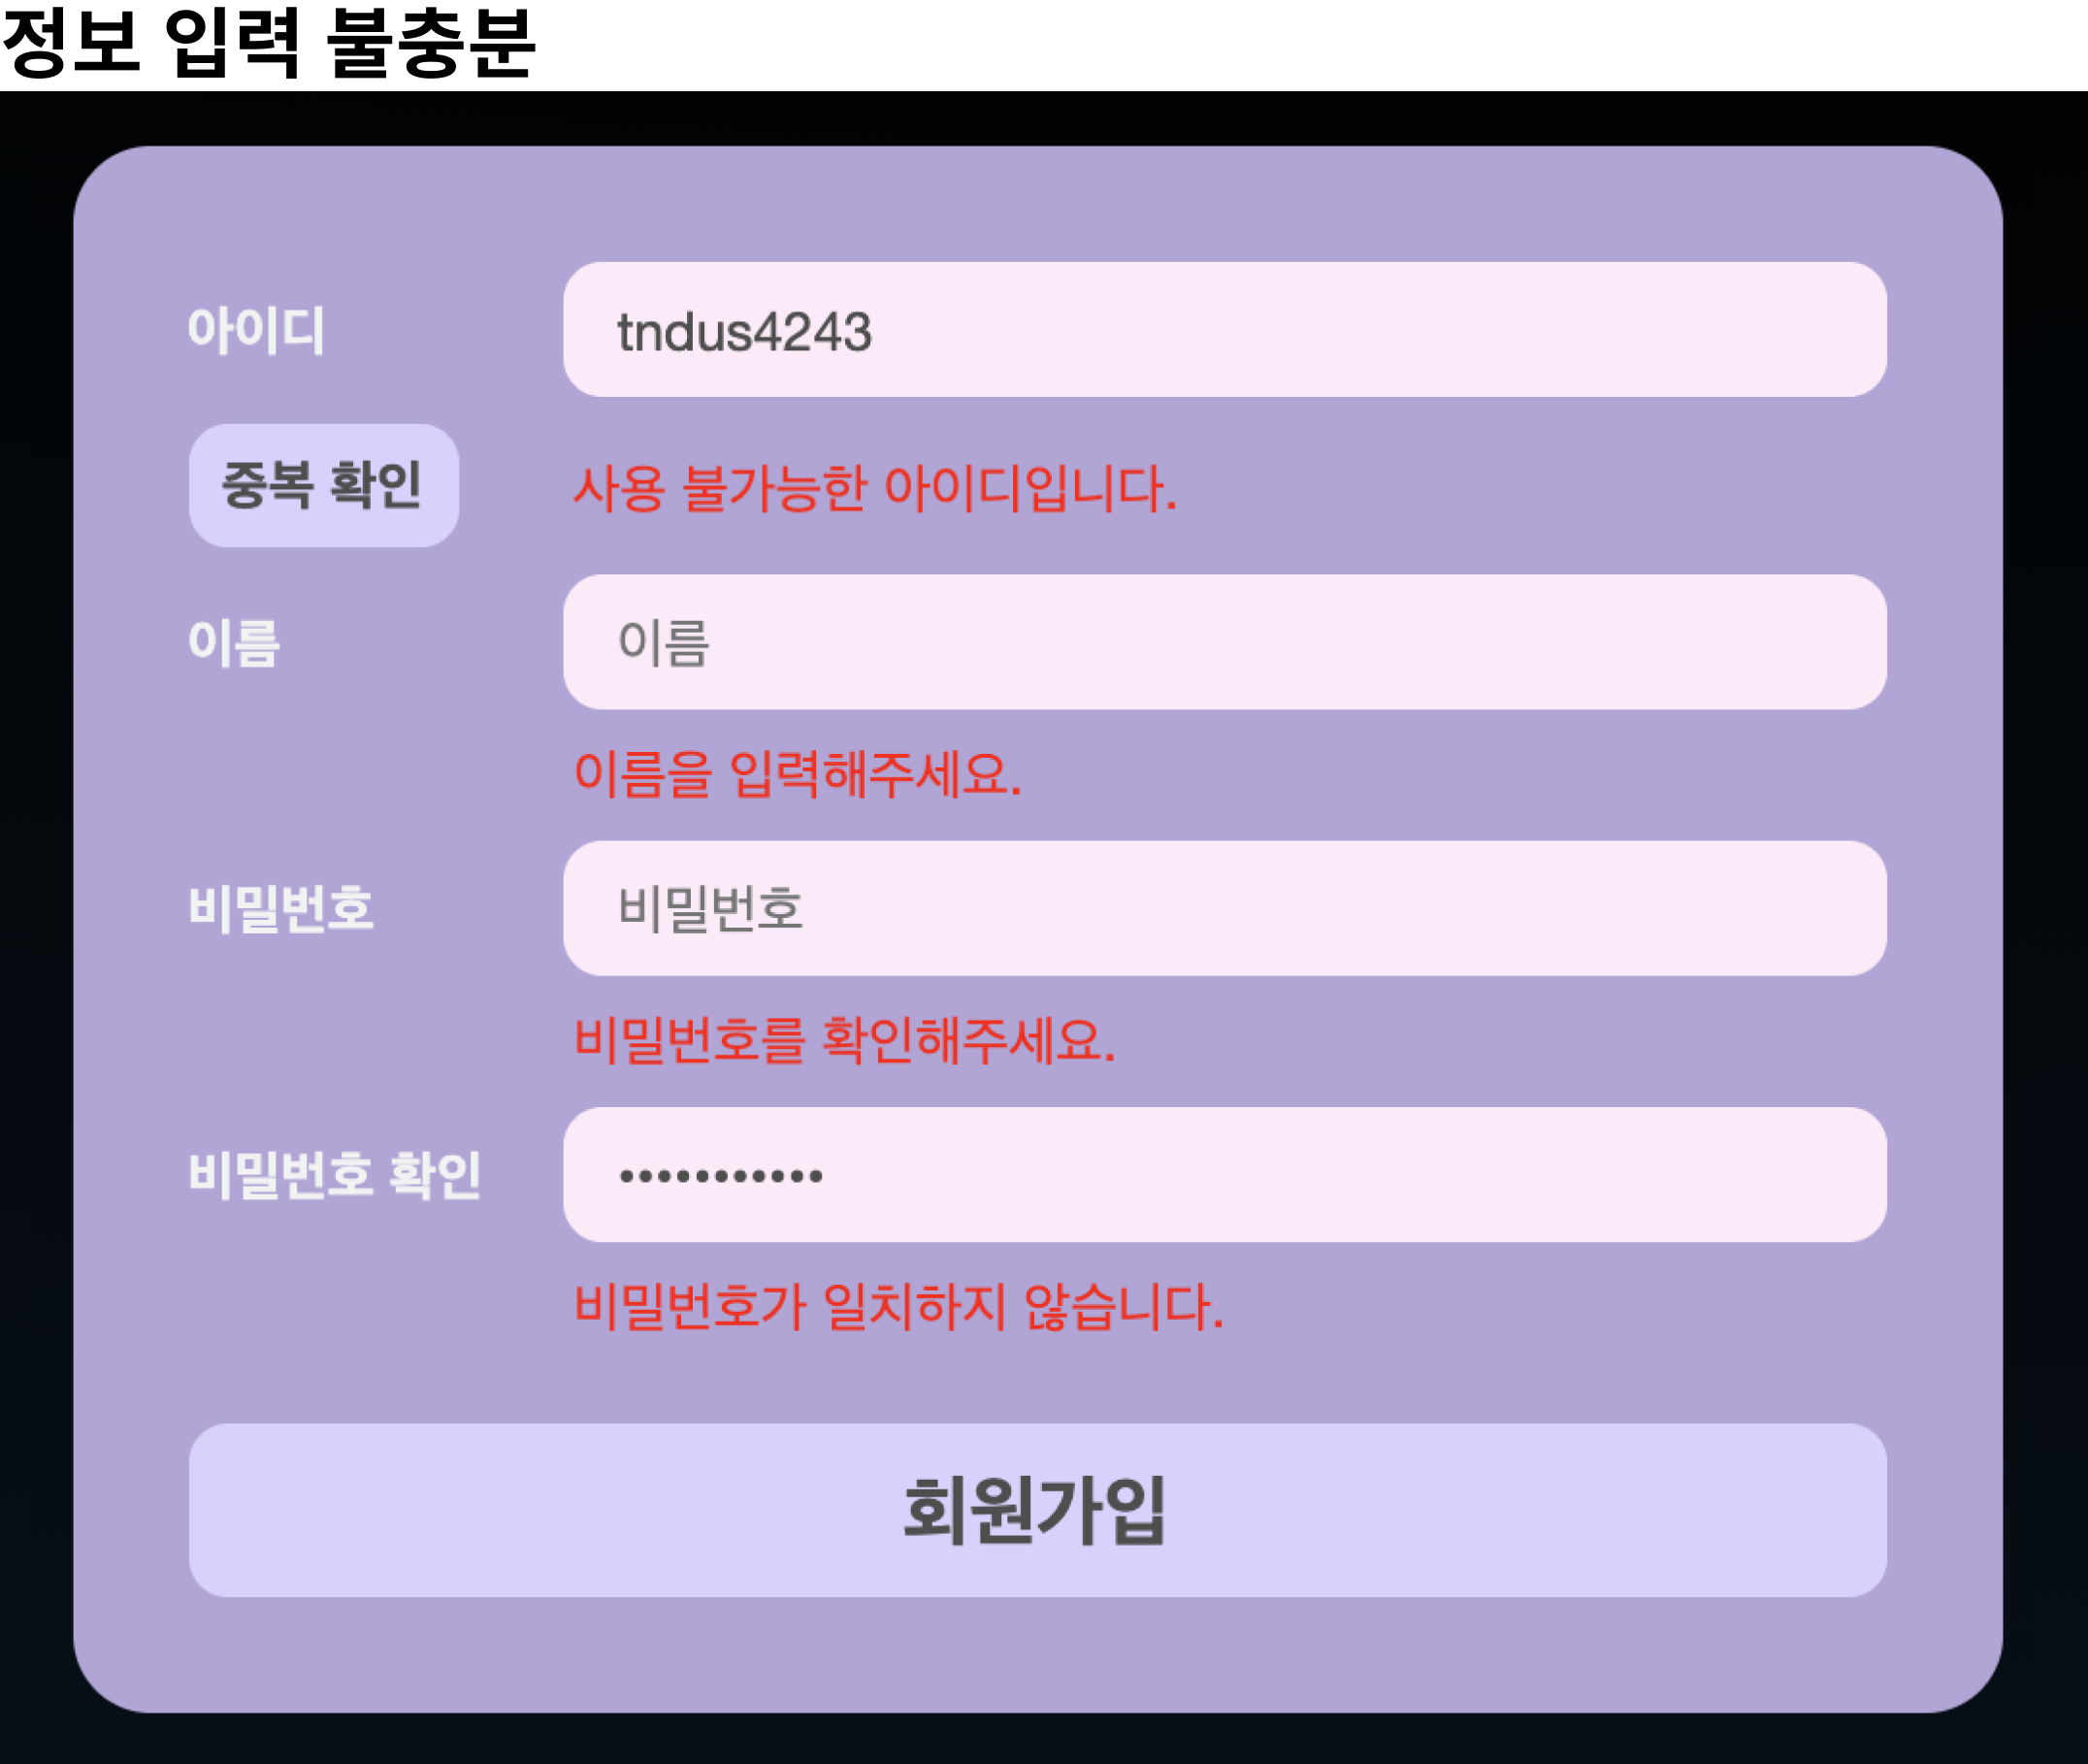 정보 입력 불충분
아이디
tndus4243
중복 확인
사용 불가능한 아이디입니다.
이름
이름
이름을 입력해주세요.
비밀번호
비밀번호
비밀번호를 확인해주세요.
비밀번호 확인
•••••••••••
비밀번호가 일치하지 않습니다.
회원가입